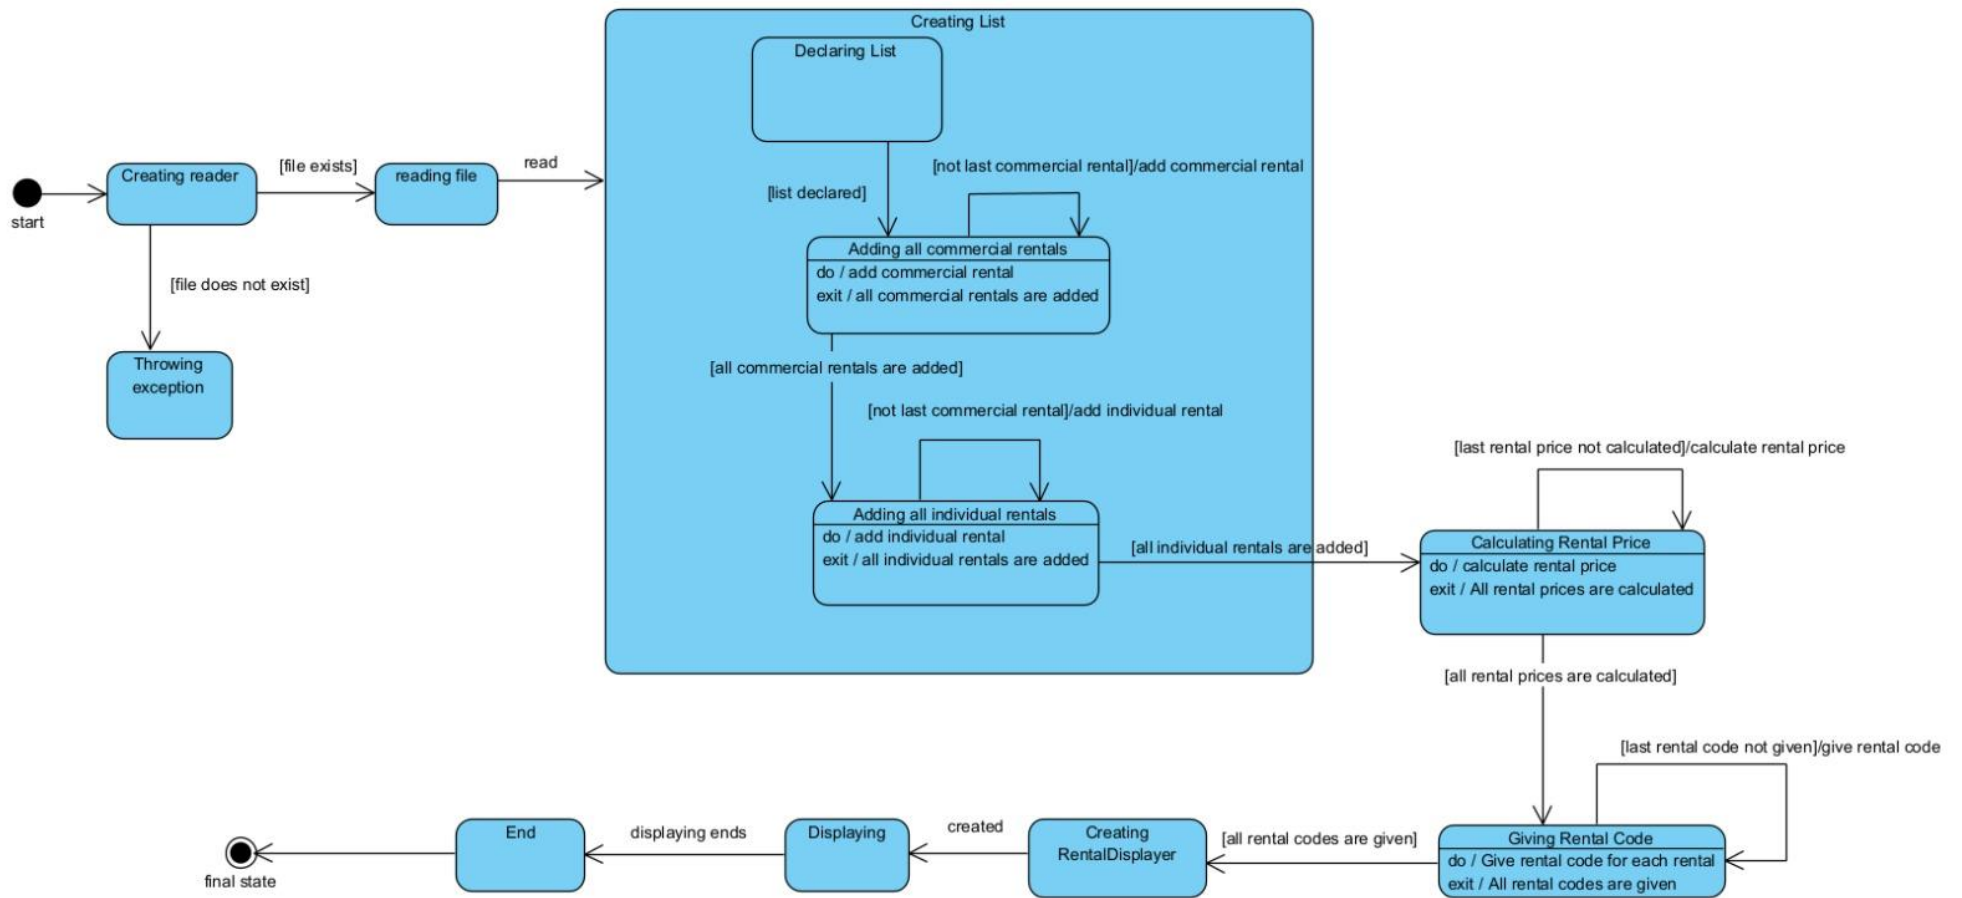 Creating List
Declaring List
[not last commercial rental]/add commercial rental
[file exists]
read
Creating reader
reading file
[list declared]
start
Adding all commercial rentals
do / add commercial rental
exit / all commercial rentals are added
[file does not exist]
Throwing
exception
[all commercial rentals are added]
[not last commercial rental]/add individual rental
[last rental price not calculated]/calculate rental price
Adding all individual rentals
do / add individual rental
exit / all individual rentals are added
[all individual rentals are added]
Calculating Rental Price
do / calculate rental price
exit / All rental prices are calculated
[all rental prices are calculated]
[last rental code not given]/give rental code
End
displaying ends
Displaying
created
Creating
RentalDisplayer
[all rental codes are given]
Giving Rental Code
do / Give rental code for each rental
exit / All rental codes are given
final state